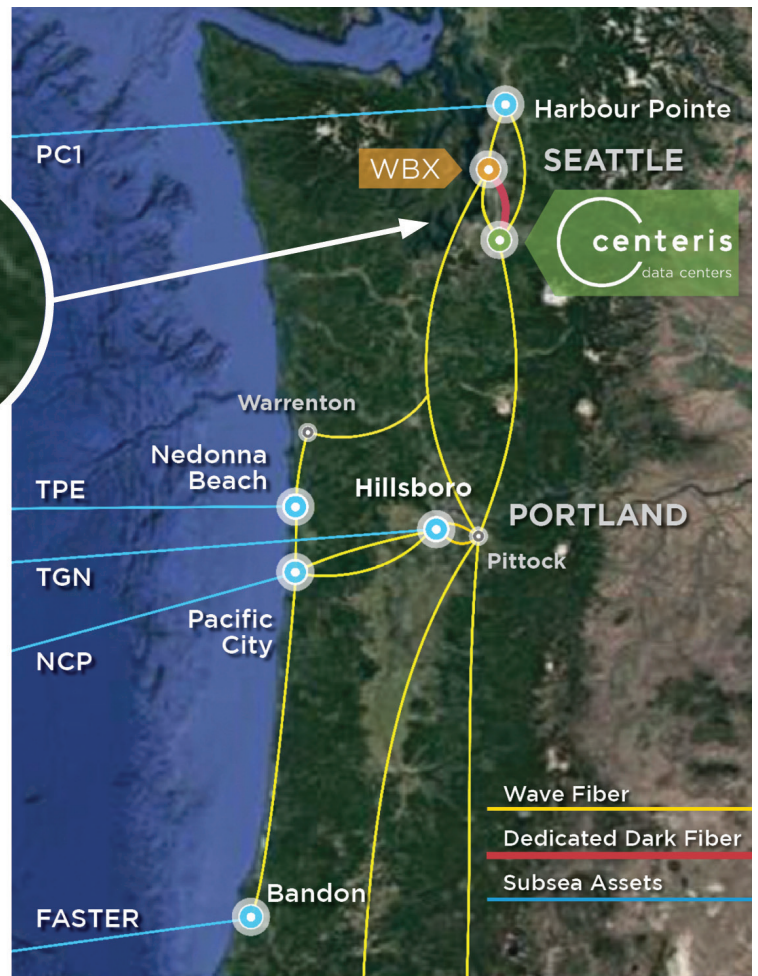 Harbour Pointe
PC1
WBX
SEATTLE
centeris
data centers
Warrenton
Nedonna
Beach
TPE
Hillsboro
PORTLAND
Pittock
TGN
Pacific
City
NCP
Wave Fiber
Dedicated Dark Fiber
Subsea Assets
Bandon
FASTER